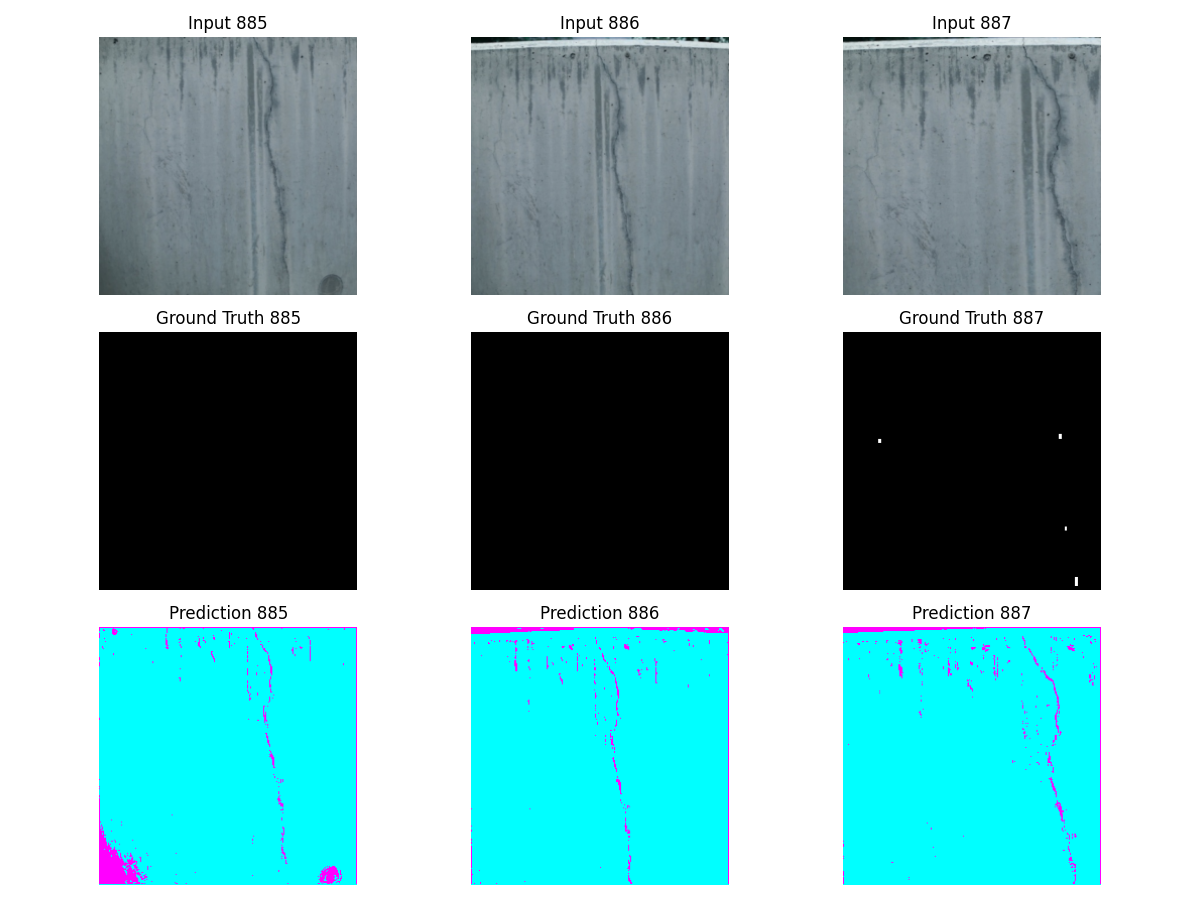 Input 885
Input 886
Input 887
Ground Truth 885
Ground Truth 886
Ground Truth 887
Prediction 885
Prediction 886
Prediction 887